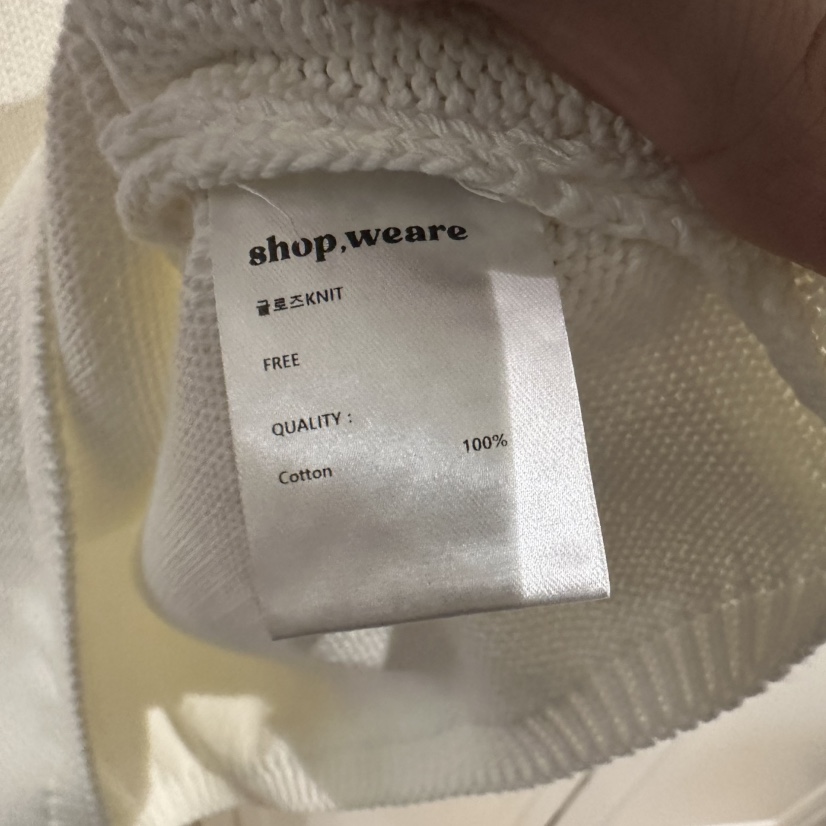 shop,weare
글로즈KNIT
FREE
QUALITY :
100%
Cotton